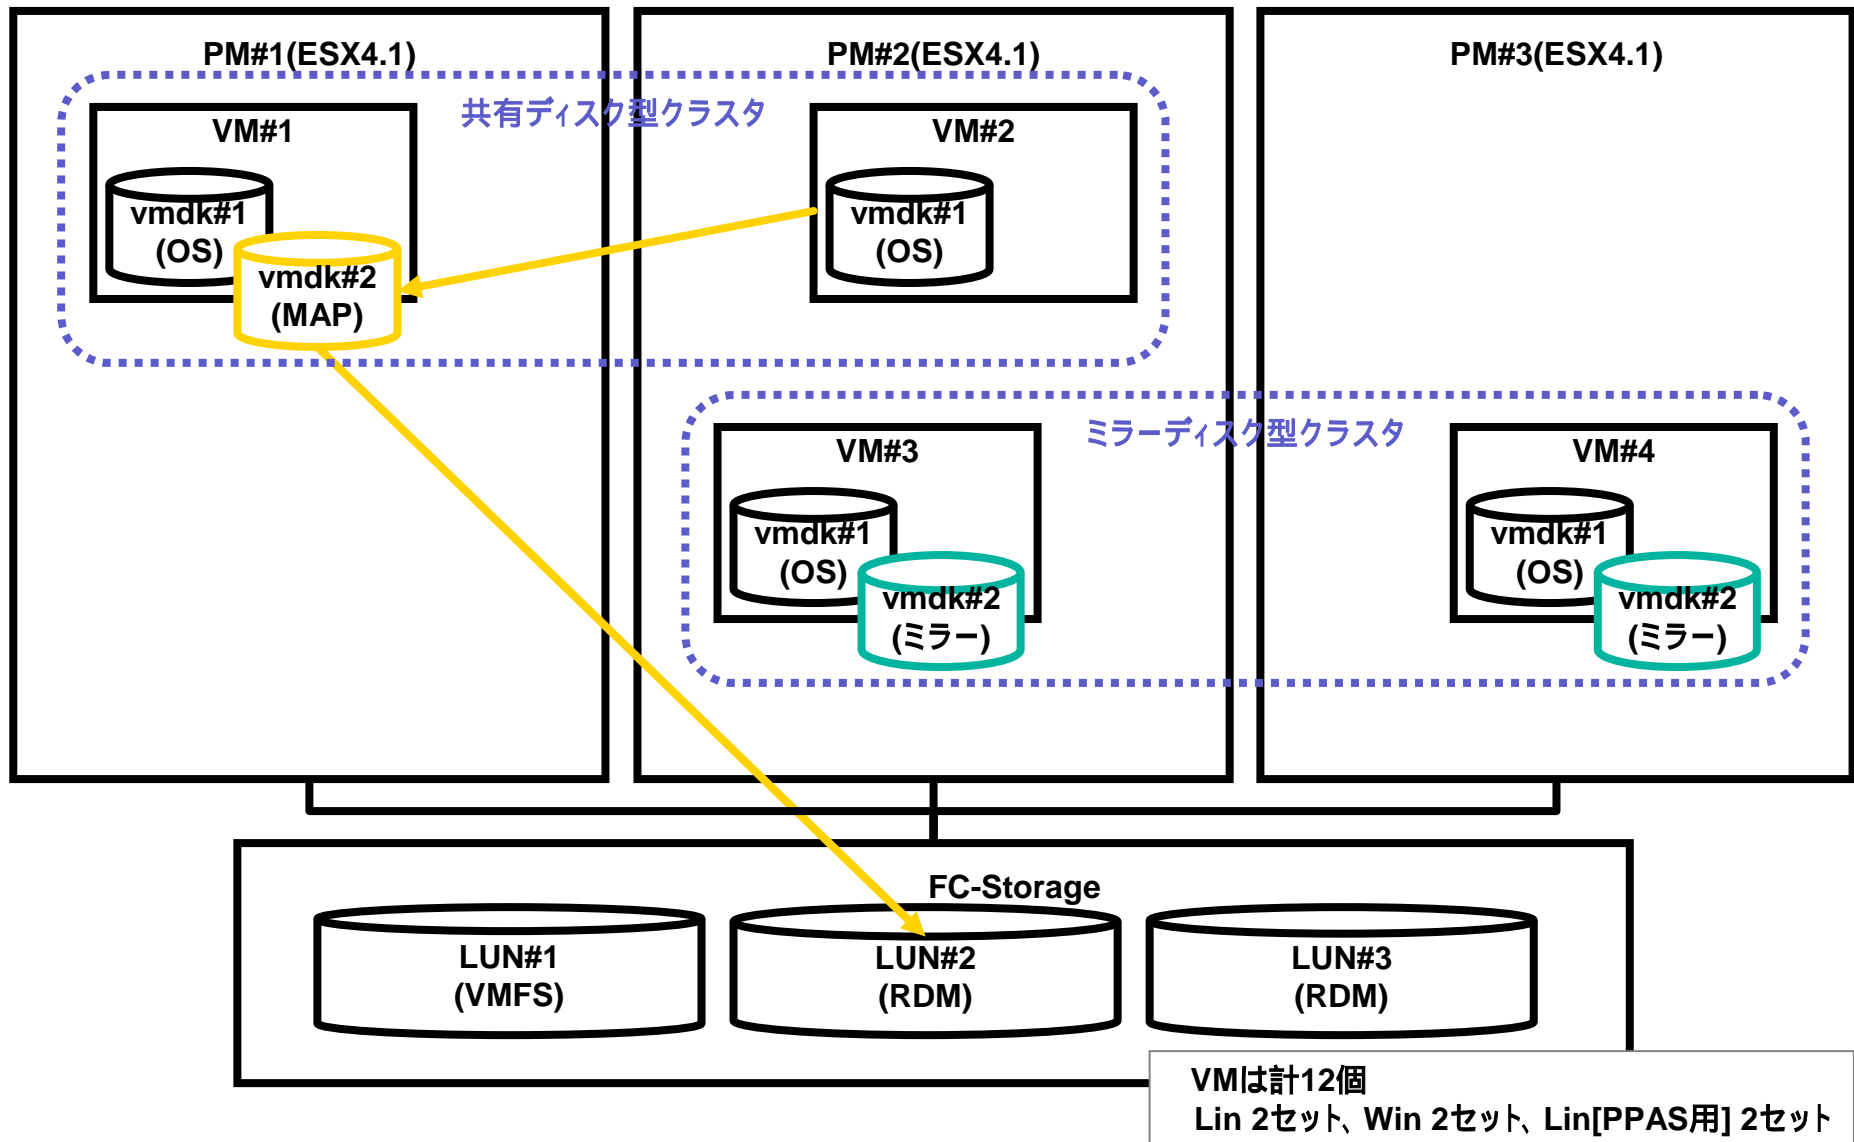 PM#1(ESX4.1)
PM#2(ESX4.1)
PM#3(ESX4.1)
共有ディスク型クラスタ
VM#1
vmdk#1
(OS)
vmdk#2
(MAP)
VM#2
vmdk#1
(OS)
ミラーディスク型クラスタ
VM#3
vmdk#1
(OS)
vmdk#2
(ミラー)
VM#4
vmdk#1
(OS)
vmdk#2
(ミラー)
FC-Storage
LUN#1
(VMFS)
LUN#2
(RDM)
LUN#3
(RDM)
VMは計12個
Lin 2セット、Win 2セット、Lin[PPAS用] 2セット